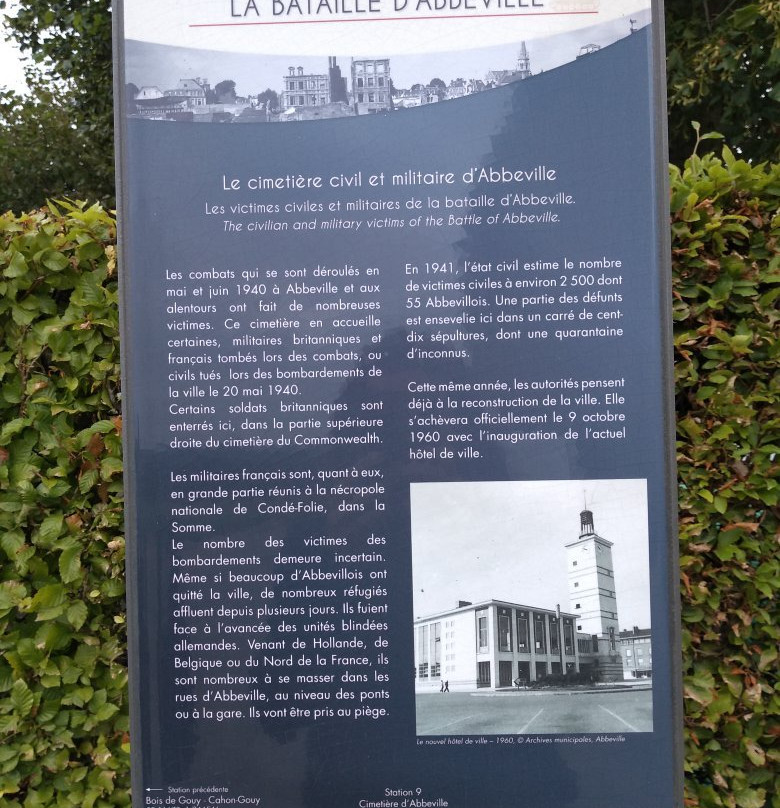 LA BATAILLE D'ABBEVILLE
Le cimetière civil et militaire d'Abbeville
Les victimes civiles et militaires de la bataille d'Abbeville.
The civilian and military victims of the Battle of Abbeville.
Les combats qui se sont déroulés en
mai et juin 1940 à Abbeville et aux
alentours ont fait de nombreuses
victimes. Ce cimetière en accueille
certaines, militaires britanniques et
français tombés lors des combats, ou
civils tués lors des bombardements de
la ville le 20 mai 1940.
Certains soldats britanniques sont
enterrés ici, dans la partie supérieure
droite du cimetière du Commonwealth.
Les militaires français sont, quant à eux,
en grande partie réunis à la nécropole
nationale de Condé-Folie, dans la
Somme.
Le nombre des victimes des
bombardements demeure incertain.
Même si beaucoup d'Abbevillois ont
quitté la ville, de nombreux réfugiés
affluent depuis plusieurs jours. Ils fuient
face à l'avancée des unités blindées
allemandes. Venant de Hollande, de
Belgique ou du Nord de la France, ils
sont nombreux à se masser dans les
rues d'Abbeville, au niveau des ponts
ou à la gare. Ils vont être pris au piège.
En 1941, l'état civil estime le nombre
de victimes civiles à environ 2 500 dont
55 Abbevillois. Une partie des défunts
est ensevelie ici dans un carré de cent-
dix sépultures, dont une quarantaine
d'inconnus.
Cette même année, les autorités pensent
déjà à la reconstruction de la ville. Elle
s'achèvera officiellement le 9 octobre
1960 avec l'inauguration de l'actuel
hôtel de ville.
Le nouvel hôtel de ville – 1960, © Archives municipales, Abbeville
Station précédente
Bois de Gouy - Cahon-Gouy
Station 9
Cimetière d'Abbeville